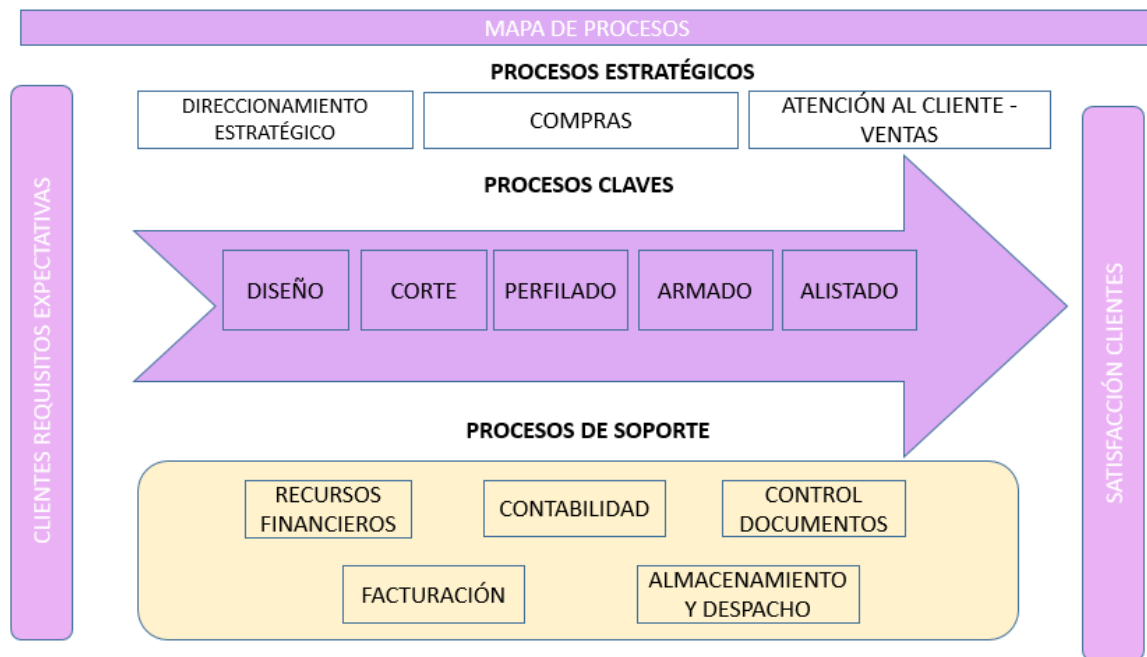 MAPA DE PROCESOS
CLIENTES REQUISITOS EXPECTATIVAS
PROCESOS ESTRATÉGICOS
DIRECCIONAMIENTO
ESTRATÉGICO
COMPRAS
ATENCIÓN AL CLIENTE -
VENTAS
PROCESOS CLAVES
DISEÑO
CORTE
PERFILADO
ARMADO
ALISTADO
PROCESOS DE SOPORTE
RECURSOS
FINANCIEROS
CONTABILIDAD
CONTROL
DOCUMENTOS
FACTURACIÓN
ALMACENAMIENTO
Y DESPACHO
SATISFACCIÓN CLIENTES